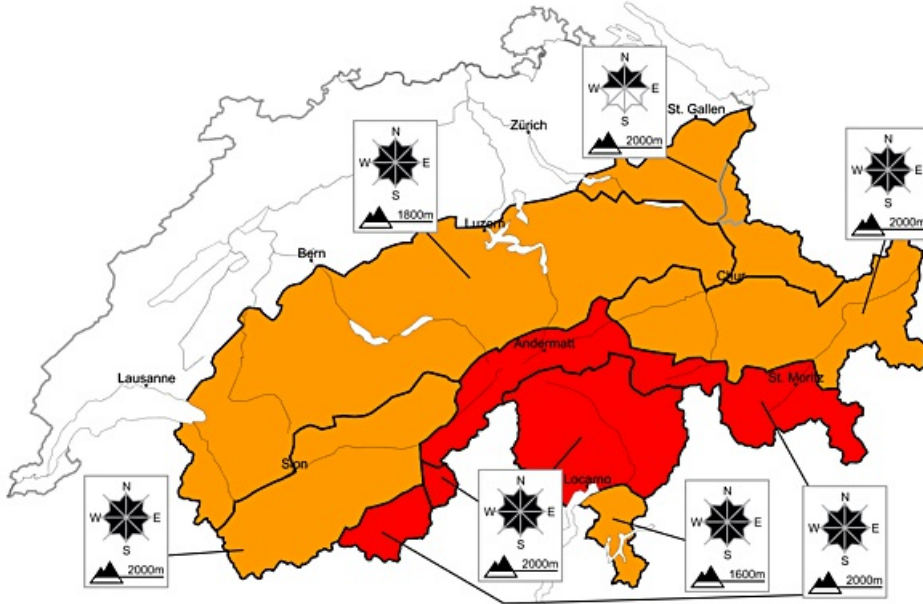 N
W E
S
2000m
St. Gallen
Zürich
N
W E
S
1800m
N
W E
S
2000m
Luzern
Bern
Chur
Andermatt
Lausanne
St. Moritz
Sion
Locarno
N
W E
S
2000m
N
W E
S
2000m
N
W E
S
1600m
N
W E
S
2000m